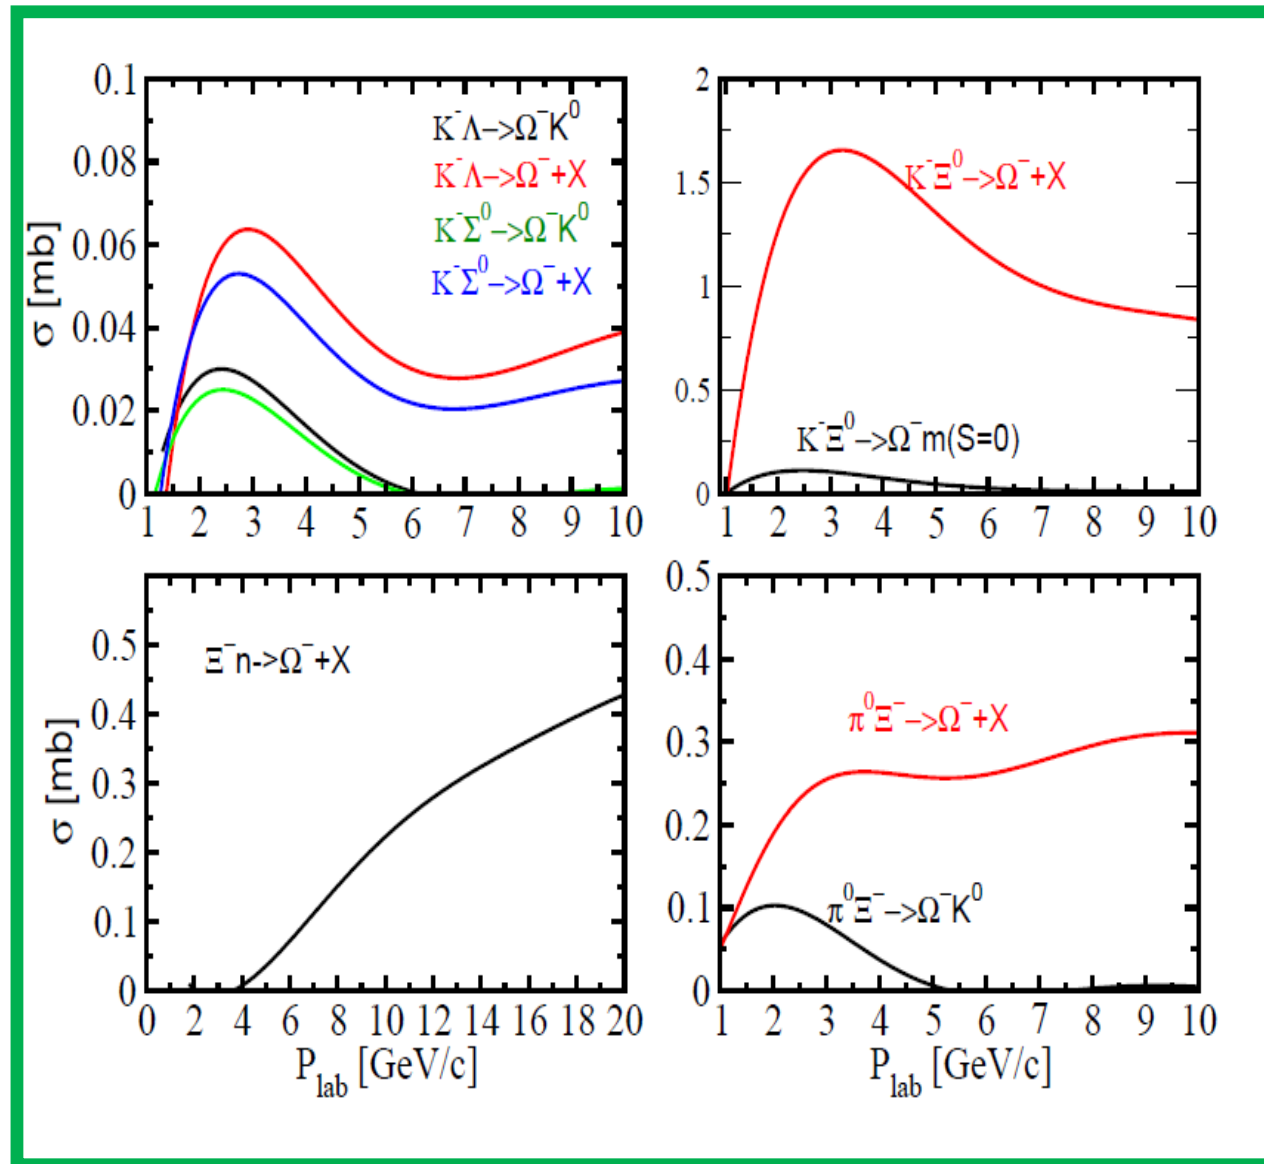 0.1
0.08
0.06
0.04
0.02
0
σ [mb]
K⁻Λ–>Ω⁻K⁰
K⁻Λ–>Ω⁻+X
K⁻Σ⁰–>Ω⁻K⁰
K⁻Σ⁰–>Ω⁻+X
1 2 3 4 5 6 7 8 9 10
2
1.5
1
0.5
0
K⁻Ξ⁰–>Ω⁻+X
K⁻Ξ⁰–>Ω⁻m(S=0)
1 2 3 4 5 6 7 8 9 10
0.5
0.4
0.3
0.2
0.1
0
σ [mb]
Ξ⁻n->Ω⁻+X
0 2 4 6 8 10 12 14 16 18 20
P_lab [GeV/c]
0.5
0.4
0.3
0.2
0.1
0
π⁰Ξ⁻–>Ω⁻+X
π⁰Ξ⁻–>Ω⁻K⁰
1 2 3 4 5 6 7 8 9 10
P_lab [GeV/c]